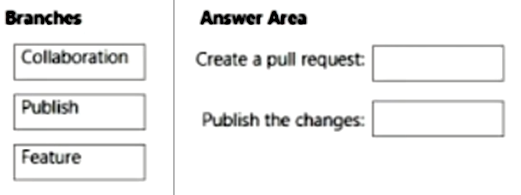 Branches
Answer Area
Collaboration
Create a pull request:
Publish
Publish the changes:
Feature